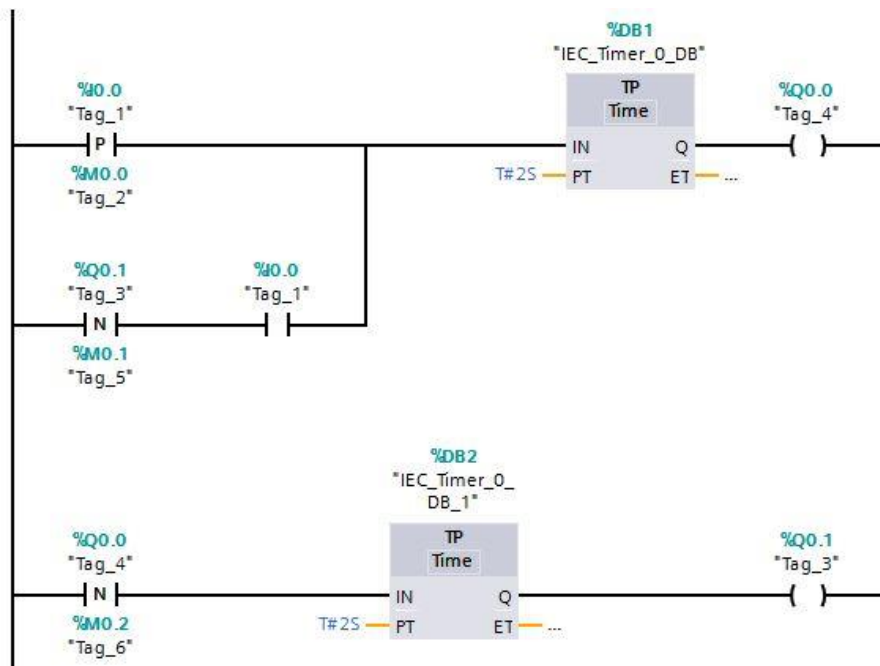 %DB1
"IEC_Timer_0_DB"
%I0.0
"Tag_1"
TP
Time
%Q0.0
"Tag_4"
P
IN
Q
%M0.0
"Tag_2"
T#2S
PT
ET
...
%Q0.1
"Tag_3"
%I0.0
"Tag_1"
N
%M0.1
"Tag_5"
%DB2
"IEC_Timer_0_
DB_1"
%Q0.0
"Tag_4"
TP
Time
%Q0.1
"Tag_3"
N
IN
Q
%M0.2
"Tag_6"
T#2S
PT
ET
...